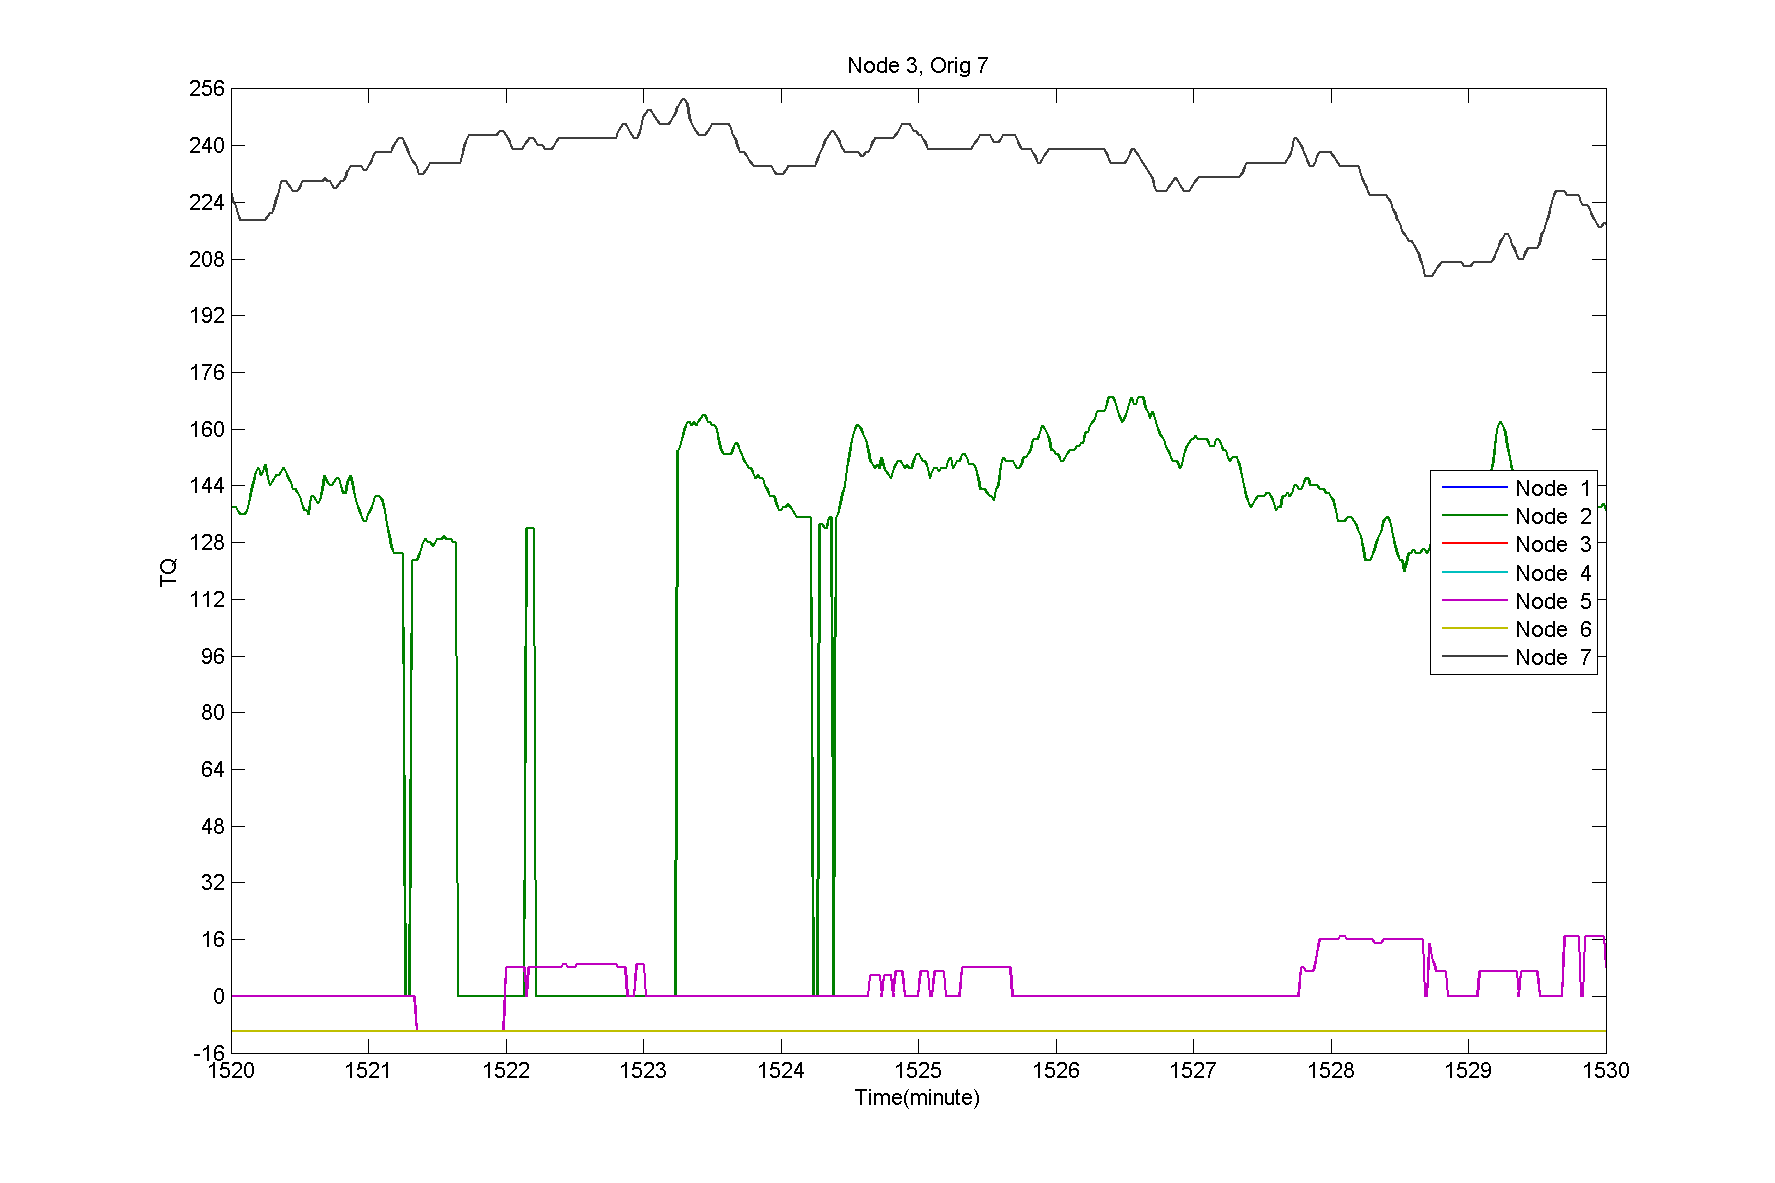 Node 3, Orig 7
256
240
224
208
192
176
160
144
128
112
96
80
64
48
32
16
0
-16
TQ
Node 1
Node 2
Node 3
Node 4
Node 5
Node 6
Node 7
1520 1521 1522 1523 1524 1525 1526 1527 1528 1529 1530
Time(minute)